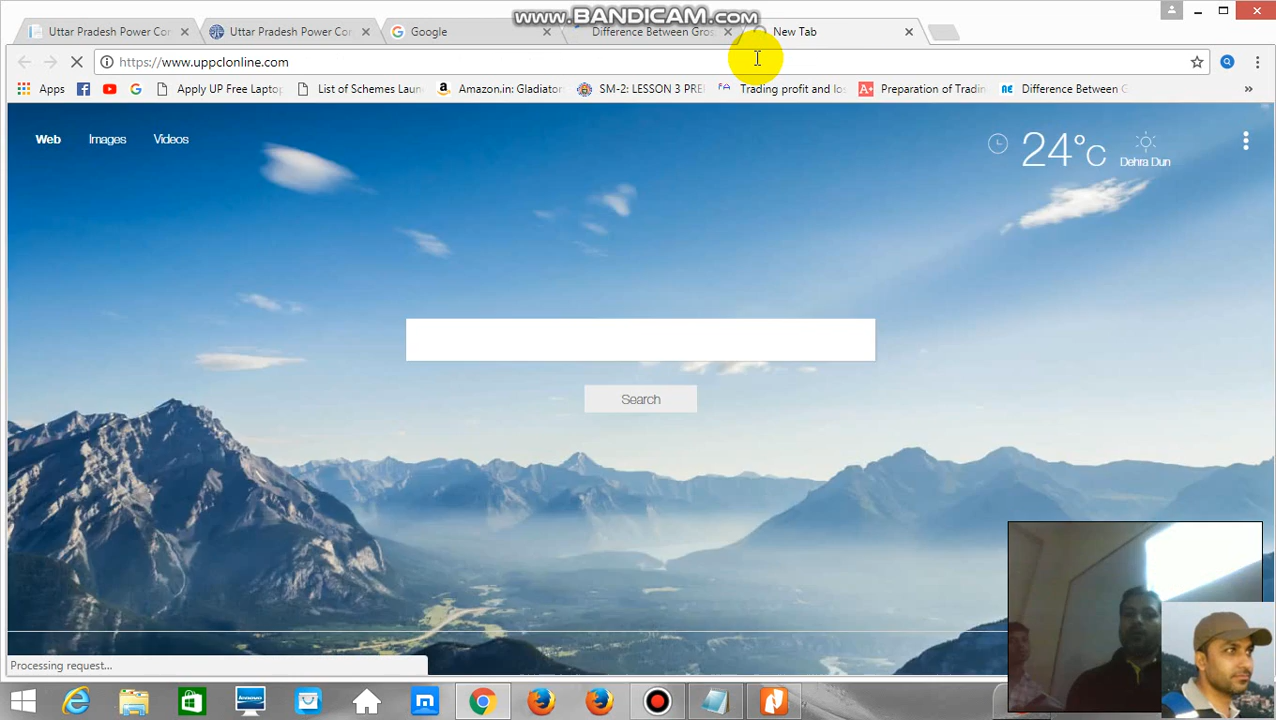 www.BANDICAM.com
Uttar Pradesh Power Cor
Uttar Pradesh Power Cor
Google
Difference Between Gros
New Tab
https://www.uppclonline.com
Apps
Apply UP Free Laptop
List of Schemes Laun
Amazon.in: Gladiator
SM-2: LESSON 3 PRE
Trading profit and los
Preparation of Tradin
Difference Between G
»
Web
Images
Videos
24°C
Dehra Dun
Search
Processing request...